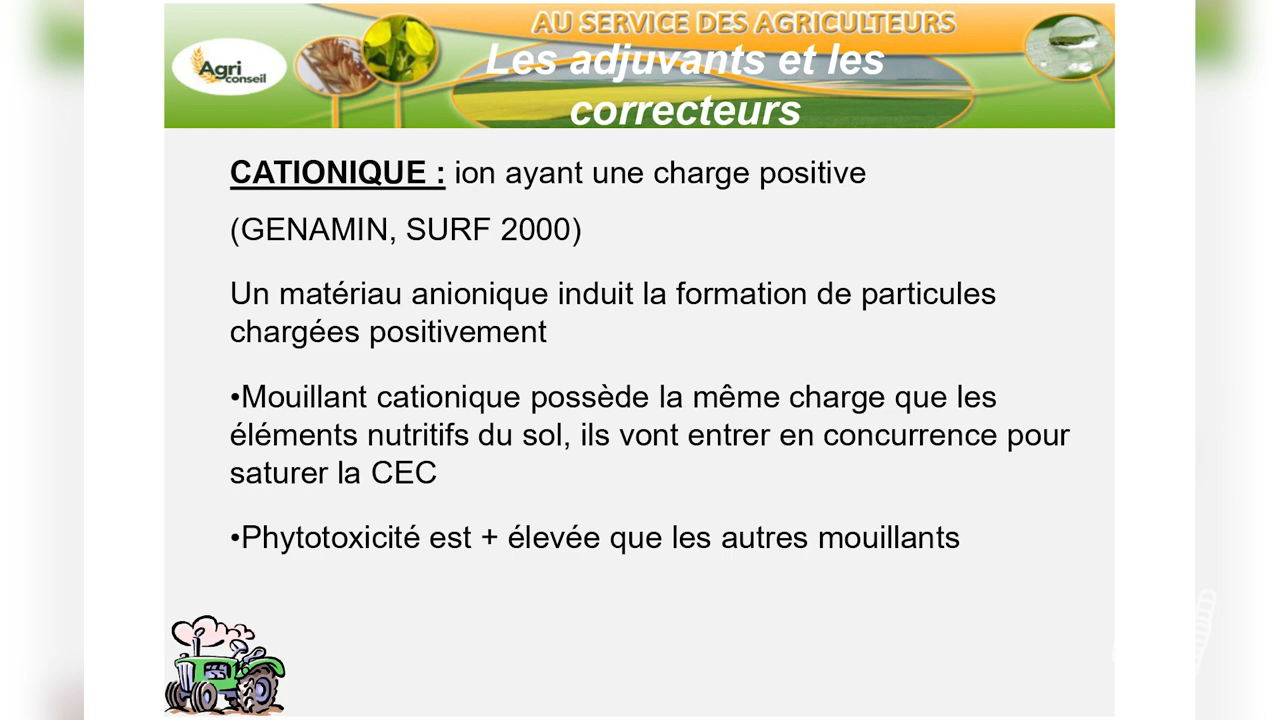 AU SERVICE DES AGRICULTEURS
Agri
conseil
Les adjuvants et les
correcteurs
CATIONIQUE : ion ayant une charge positive
(GENAMIN, SURF 2000)
Un matériau anionique induit la formation de particules
chargées positivement
•Mouillant cationique possède la même charge que les
éléments nutritifs du sol, ils vont entrer en concurrence pour
saturer la CEC
•Phytotoxicité est + élevée que les autres mouillants
16